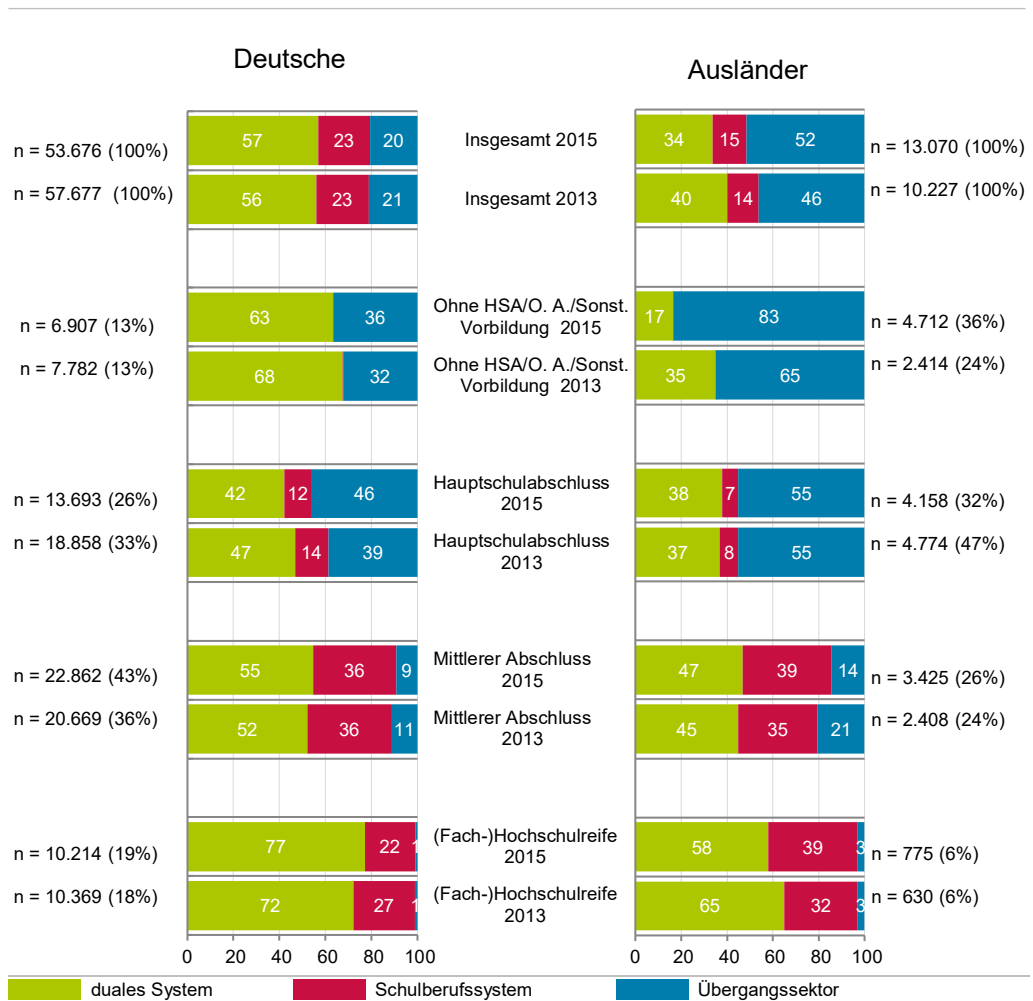 Deutsche
Ausländer
n = 53.676 (100%)
57 23 20
Insgesamt 2015
34 15 52
n = 13.070 (100%)
n = 57.677 (100%)
56 23 21
Insgesamt 2013
40 14 46
n = 10.227 (100%)
n = 6.907 (13%)
63 36
Ohne HSA/O. A./Sonst.
Vorbildung 2015
17 83
n = 4.712 (36%)
n = 7.782 (13%)
68 32
Ohne HSA/O. A./Sonst.
Vorbildung 2013
35 65
n = 2.414 (24%)
n = 13.693 (26%)
42 12 46
Hauptschulabschluss
2015
38 7 55
n = 4.158 (32%)
n = 18.858 (33%)
47 14 39
Hauptschulabschluss
2013
37 8 55
n = 4.774 (47%)
n = 22.862 (43%)
55 36 9
Mittlerer Abschluss
2015
47 39 14
n = 3.425 (26%)
n = 20.669 (36%)
52 36 11
Mittlerer Abschluss
2013
45 35 21
n = 2.408 (24%)
n = 10.214 (19%)
77 22 1
(Fach-)Hochschulreife
2015
58 39 3
n = 775 (6%)
n = 10.369 (18%)
72 27 1
(Fach-)Hochschulreife
2013
65 32 3
n = 630 (6%)
0 20 40 60 80 100
0 20 40 60 80 100
duales System
Schulberufssystem
Übergangssektor